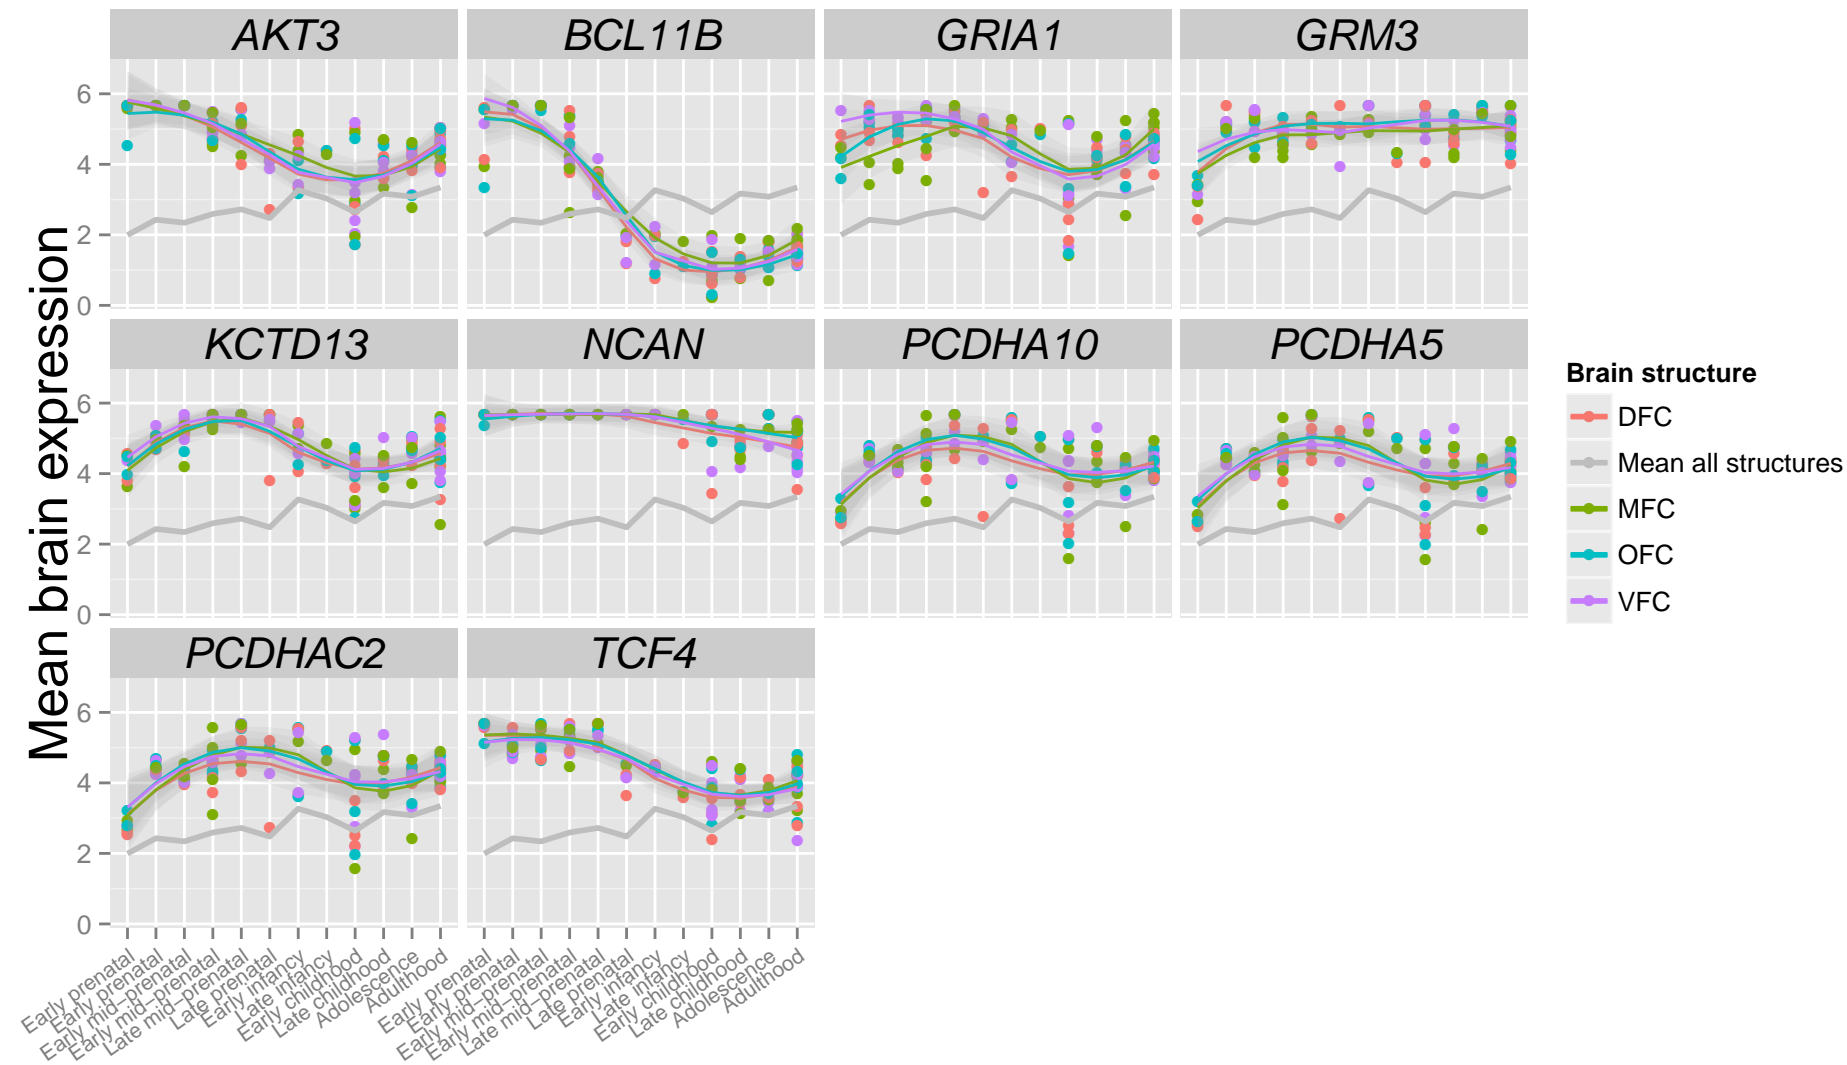 AKT3
BCL11B
GRIA1
GRM3
6
4
2
0
KCTD13
NCAN
PCDHA10
PCDHA5
6
4
2
0
PCDHAC2
TCF4
6
4
2
0
Mean brain expression
Early prenatal
Early prenatal
Early mid–prenatal
Early mid–prenatal
Late mid–prenatal
Late prenatal
Early infancy
Late infancy
Early childhood
Late childhood
Adolescence
Adulthood
Early prenatal
Early prenatal
Early mid–prenatal
Early mid–prenatal
Late mid–prenatal
Late prenatal
Early infancy
Late infancy
Early childhood
Late childhood
Adolescence
Adulthood
Brain structure
DFC
Mean all structures
MFC
OFC
VFC